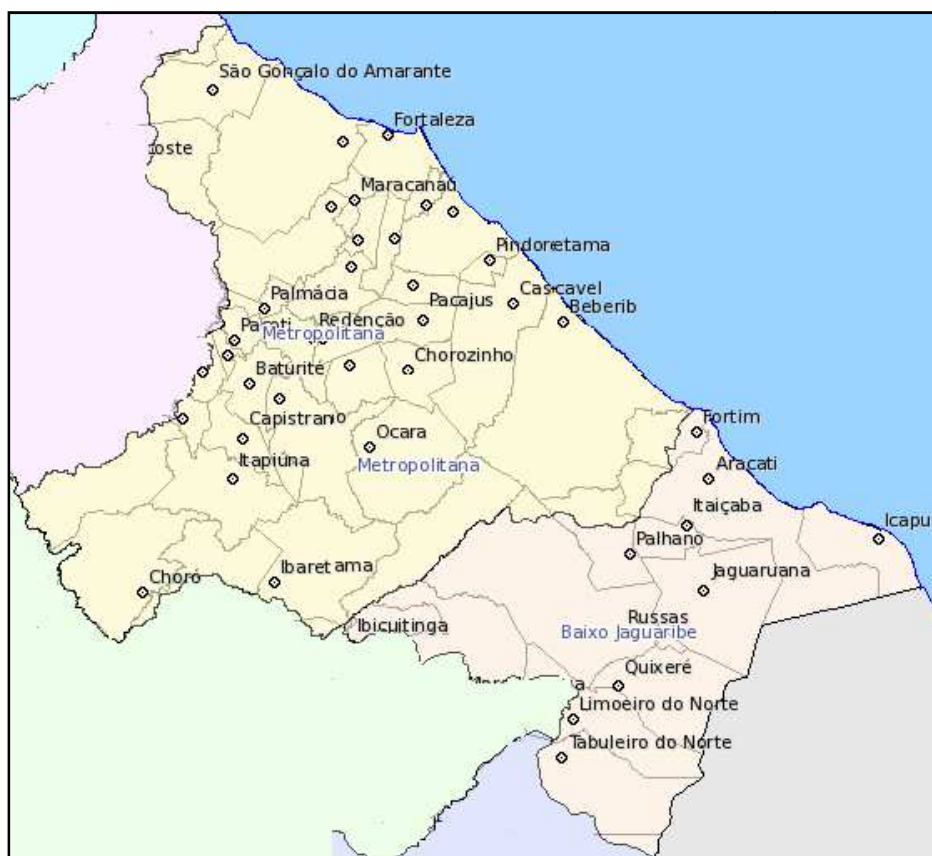 São Gonçalo do Amarante
Fortaleza
coste
Maracanaú
Pindoretama
Palmácia
Pacajus
Cascavel
Beberib
Redenção
Metropolitana
Chorozinho
Baturité
Capistrano
Ocara
Fortim
Itapiúna
Metropolitana
Aracati
Itaiçaba
Icapu
Palhano
Choró
Ibaretama
Jaguaruana
Ibicuitinga
Russas
Baixo Jaguaribe
Quixeré
Limoeiro do Norte
Tabuleiro do Norte